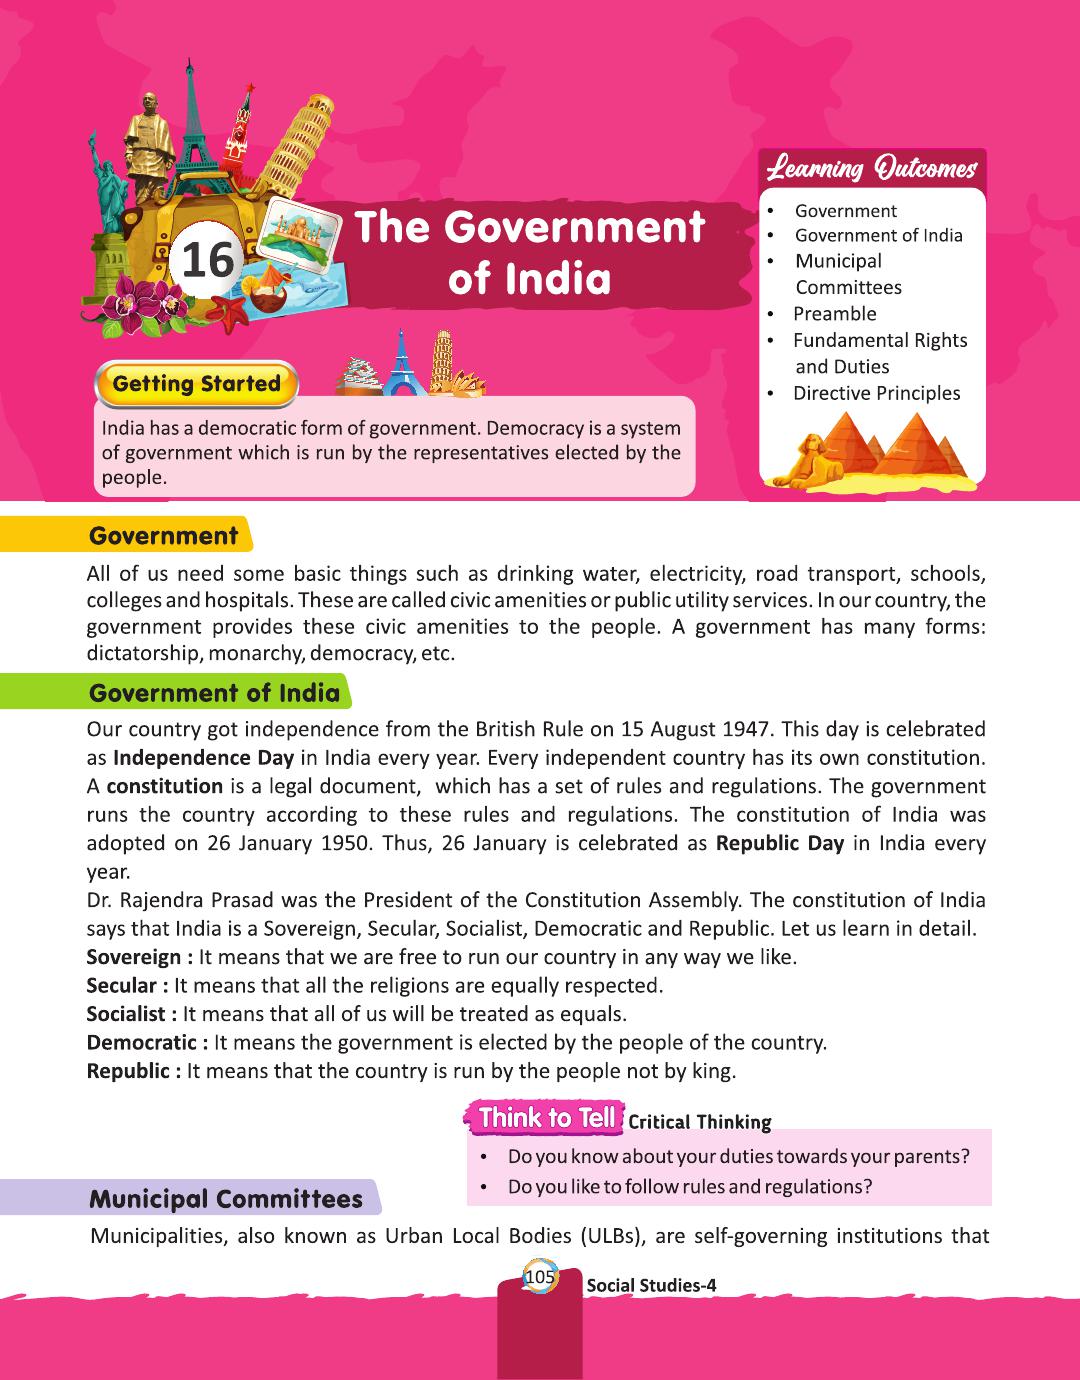 16
The Government
of India
Learning Outcomes
• Government
• Government of India
• Municipal
Committees
• Preamble
• Fundamental Rights
and Duties
• Directive Principles
Getting Started
India has a democratic form of government. Democracy is a system
of government which is run by the representatives elected by the
people.
Government
All of us need some basic things such as drinking water, electricity, road transport, schools,
colleges and hospitals. These are called civic amenities or public utility services. In our country, the
government provides these civic amenities to the people. A government has many forms:
dictatorship, monarchy, democracy, etc.
Government of India
Our country got independence from the British Rule on 15 August 1947. This day is celebrated
as Independence Day in India every year. Every independent country has its own constitution.
A constitution is a legal document, which has a set of rules and regulations. The government
runs the country according to these rules and regulations. The constitution of India was
adopted on 26 January 1950. Thus, 26 January is celebrated as Republic Day in India every
year.
Dr. Rajendra Prasad was the President of the Constitution Assembly. The constitution of India
says that India is a Sovereign, Secular, Socialist, Democratic and Republic. Let us learn in detail.
Sovereign : It means that we are free to run our country in any way we like.
Secular : It means that all the religions are equally respected.
Socialist : It means that all of us will be treated as equals.
Democratic : It means the government is elected by the people of the country.
Republic : It means that the country is run by the people not by king.
Think to Tell Critical Thinking
• Do you know about your duties towards your parents?
• Do you like to follow rules and regulations?
Municipal Committees
Municipalities, also known as Urban Local Bodies (ULBs), are self-governing institutions that
105
Social Studies-4